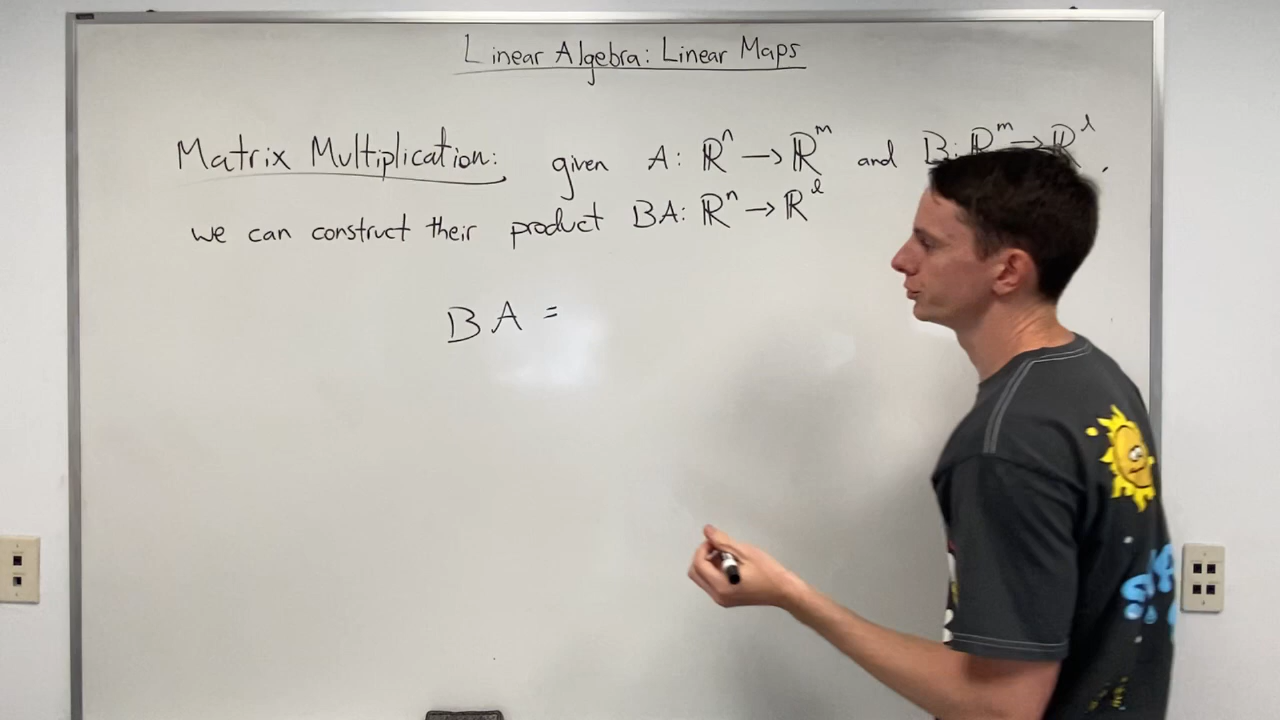 Linear Algebra: Linear Maps
Matrix Multiplication: given A: ℝⁿ → ℝᵐ and B: ℝᵐ → ℝˡ,
we can construct their product BA: ℝⁿ → ℝˡ
BA =